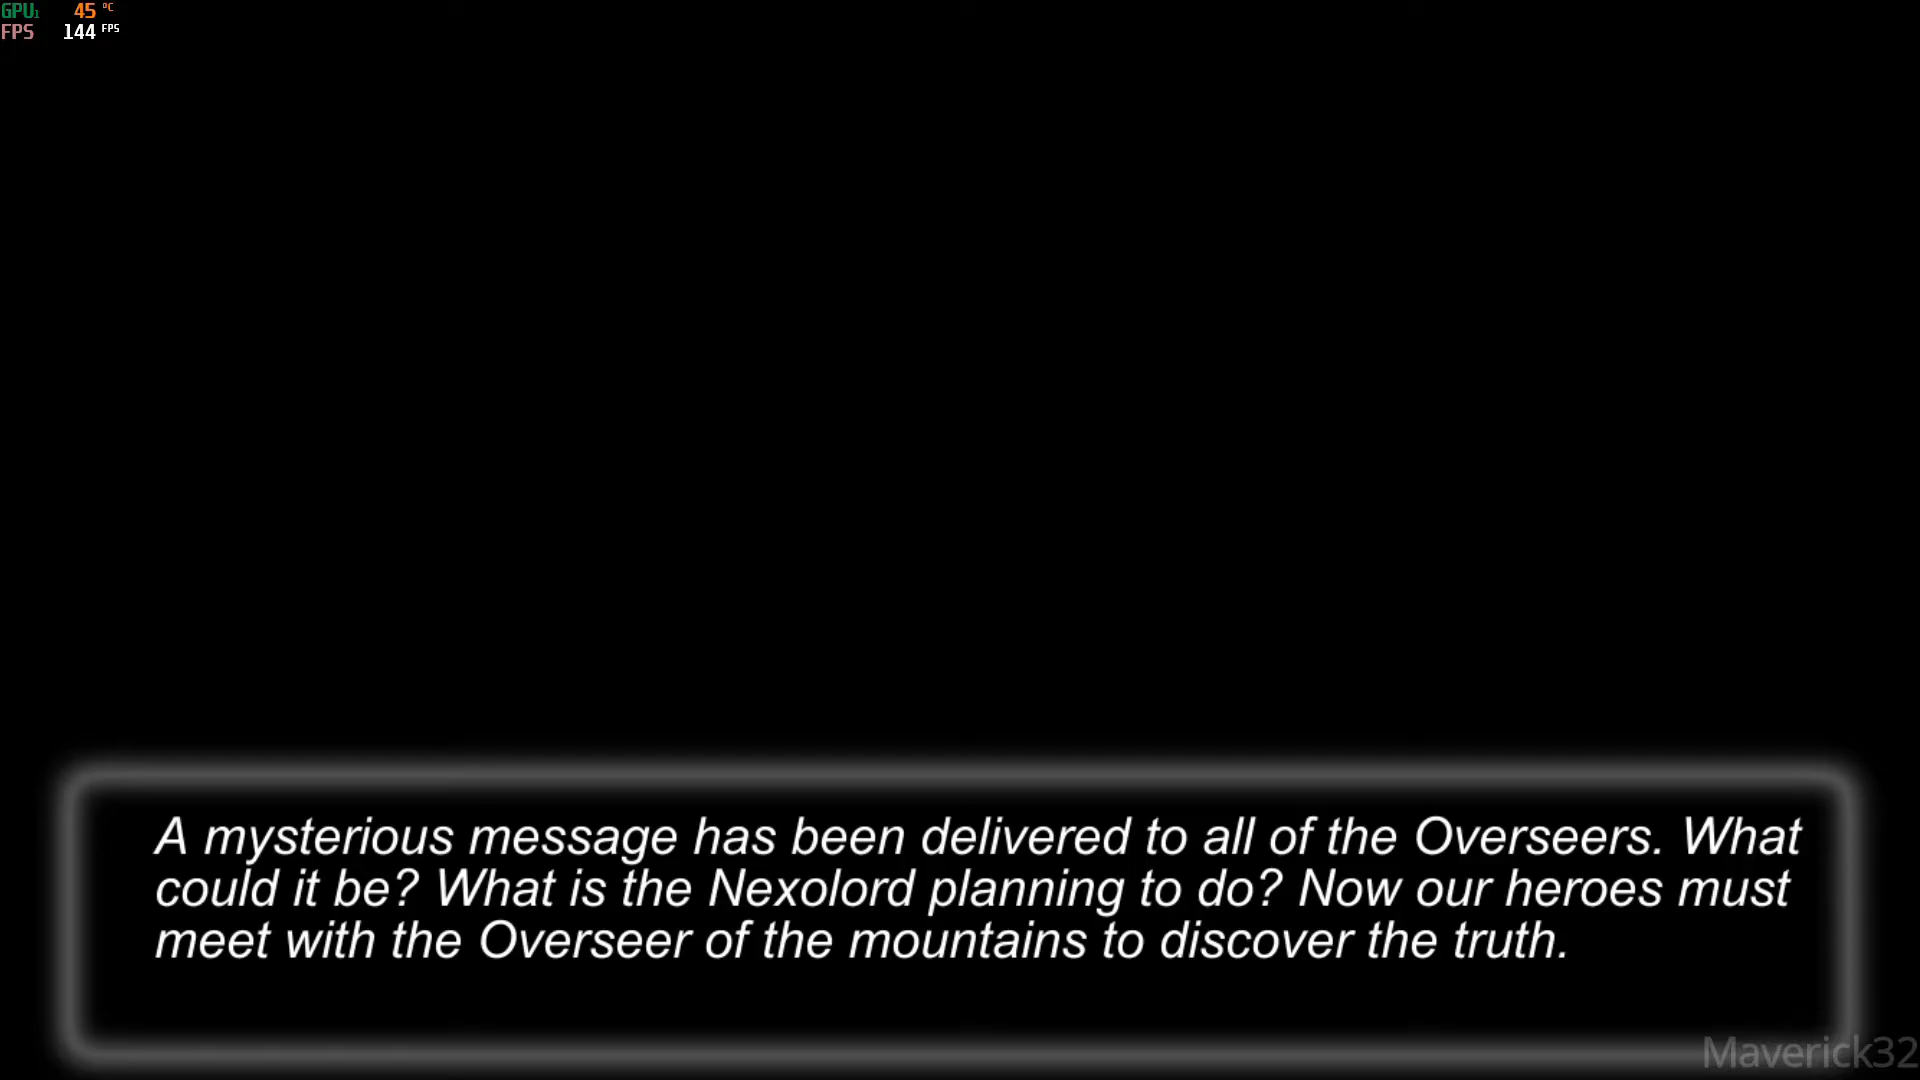 GPU1 45 °C
FPS 144 FPS
A mysterious message has been delivered to all of the Overseers. What
could it be? What is the Nexolord planning to do? Now our heroes must
meet with the Overseer of the mountains to discover the truth.
Maverick32